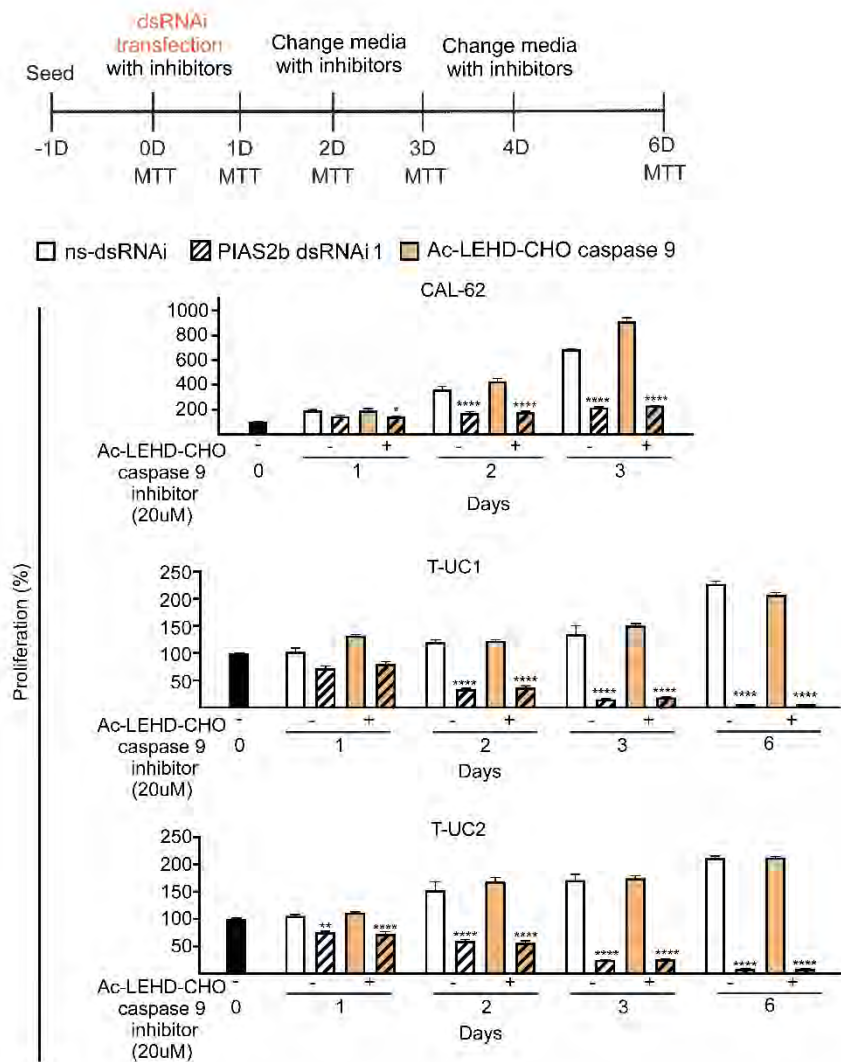 dsRNAi
transfection
with inhibitors
Change media
with inhibitors
Change media
with inhibitors
Seed
-1D 0D 1D 2D 3D 4D 6D
MTT MTT MTT MTT MTT
ns-dsRNAi PIAS2b dsRNAi 1 Ac-LEHD-CHO caspase 9
Proliferation (%)
CAL-62
1000
800
600
400
200
* **** **** **** ****
Ac-LEHD-CHO - - + - + - +
caspase 9 0 1 2 3
inhibitor Days
(20uM)
T-UC1
250
200
150
100
50
**** **** **** **** **** ****
Ac-LEHD-CHO - - + - + - + - +
caspase 9 0 1 2 3 6
inhibitor Days
(20uM)
T-UC2
250
200
150
100
50
** **** **** **** **** **** **** ****
Ac-LEHD-CHO - - + - + - + - +
caspase 9 0 1 2 3 6
inhibitor Days
(20uM)